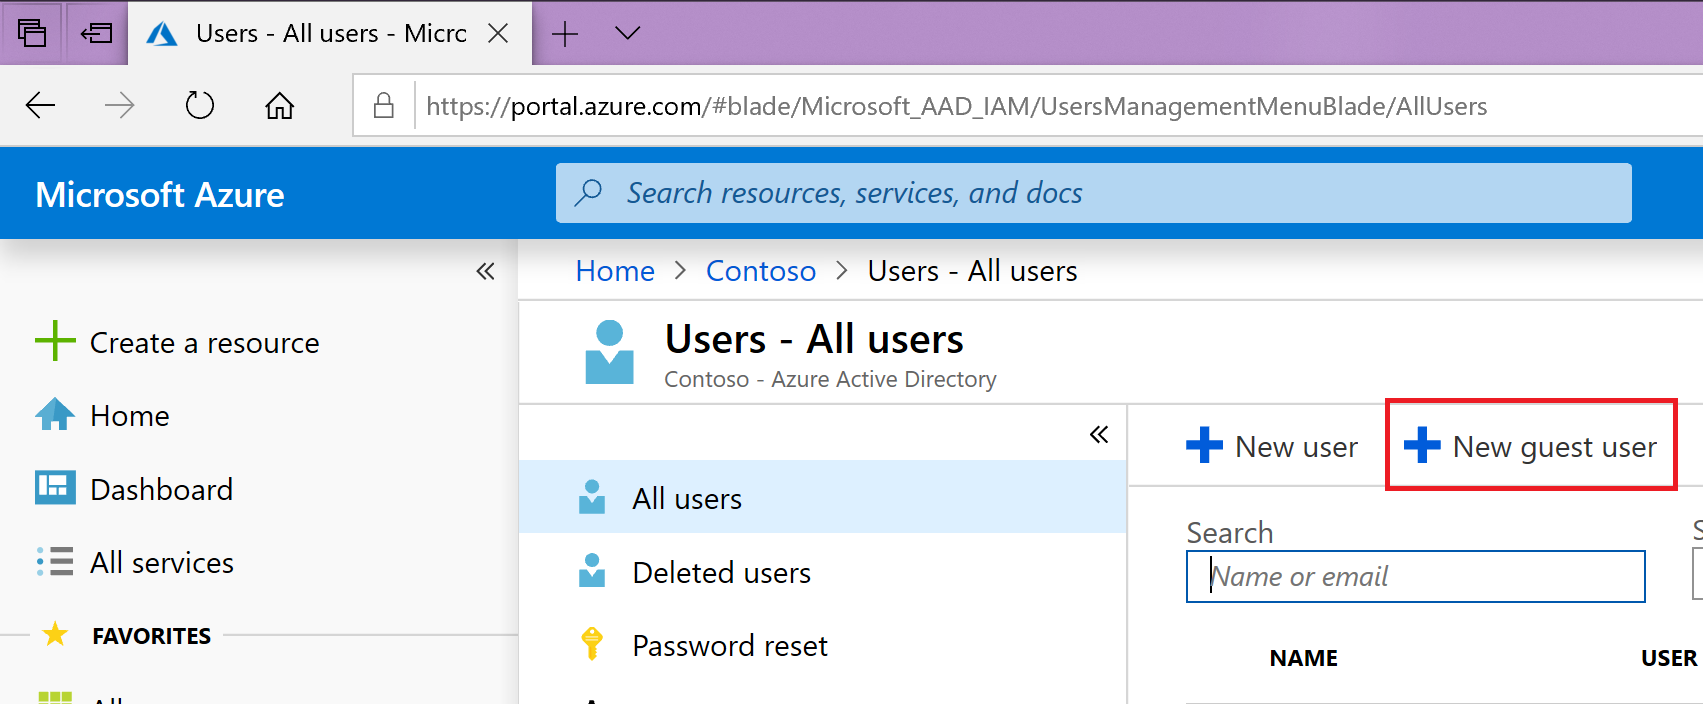 Users - All users - Micro
https://portal.azure.com/#blade/Microsoft_AAD_IAM/UsersManagementMenuBlade/AllUsers
Microsoft Azure
Search resources, services, and docs
Home > Contoso > Users - All users
Users - All users
Contoso - Azure Active Directory
Create a resource
Home
Dashboard
All services
FAVORITES
All users
Deleted users
Password reset
New user
New guest user
Search
Name or email
NAME
USER